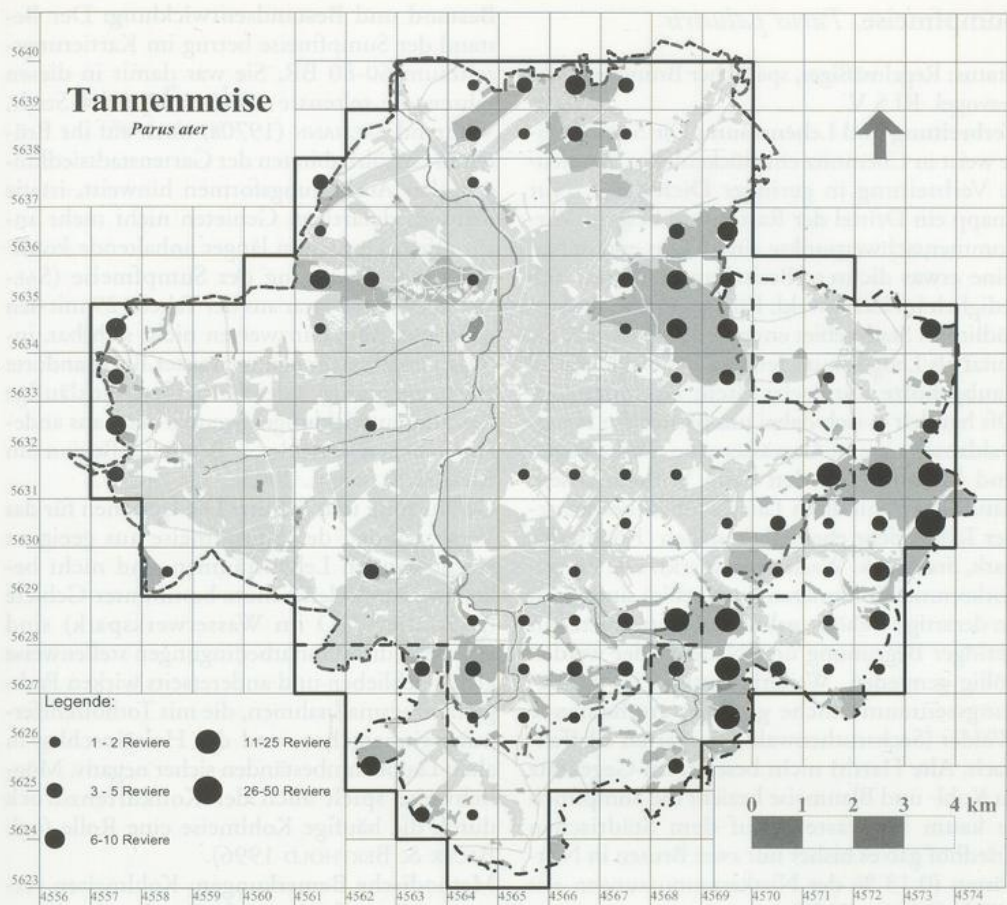 5640
5639
5638
5637
5636
5635
5634
5633
5632
5631
5630
5629
5628
5627
5626
5625
5624
5623
Tannenmeise
Parus ater
Legende:
1 - 2 Reviere
3 - 5 Reviere
6-10 Reviere
11-25 Reviere
26-50 Reviere
0 1 2 3 4 km
4556 4557 4558 4559 4560 4561 4562 4563 4564 4565 4566 4567 4568 4569 4570 4571 4572 4573 4574